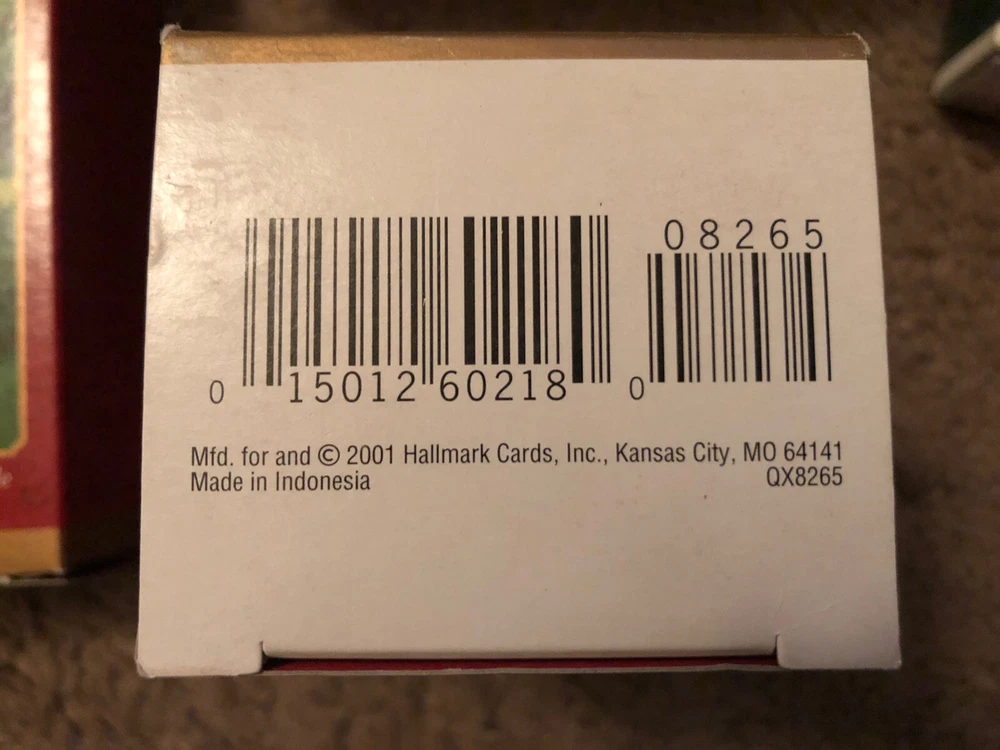 08265
0 15012 60218 0
Mfd. for and © 2001 Hallmark Cards, Inc., Kansas City, MO 64141
Made in Indonesia QX8265